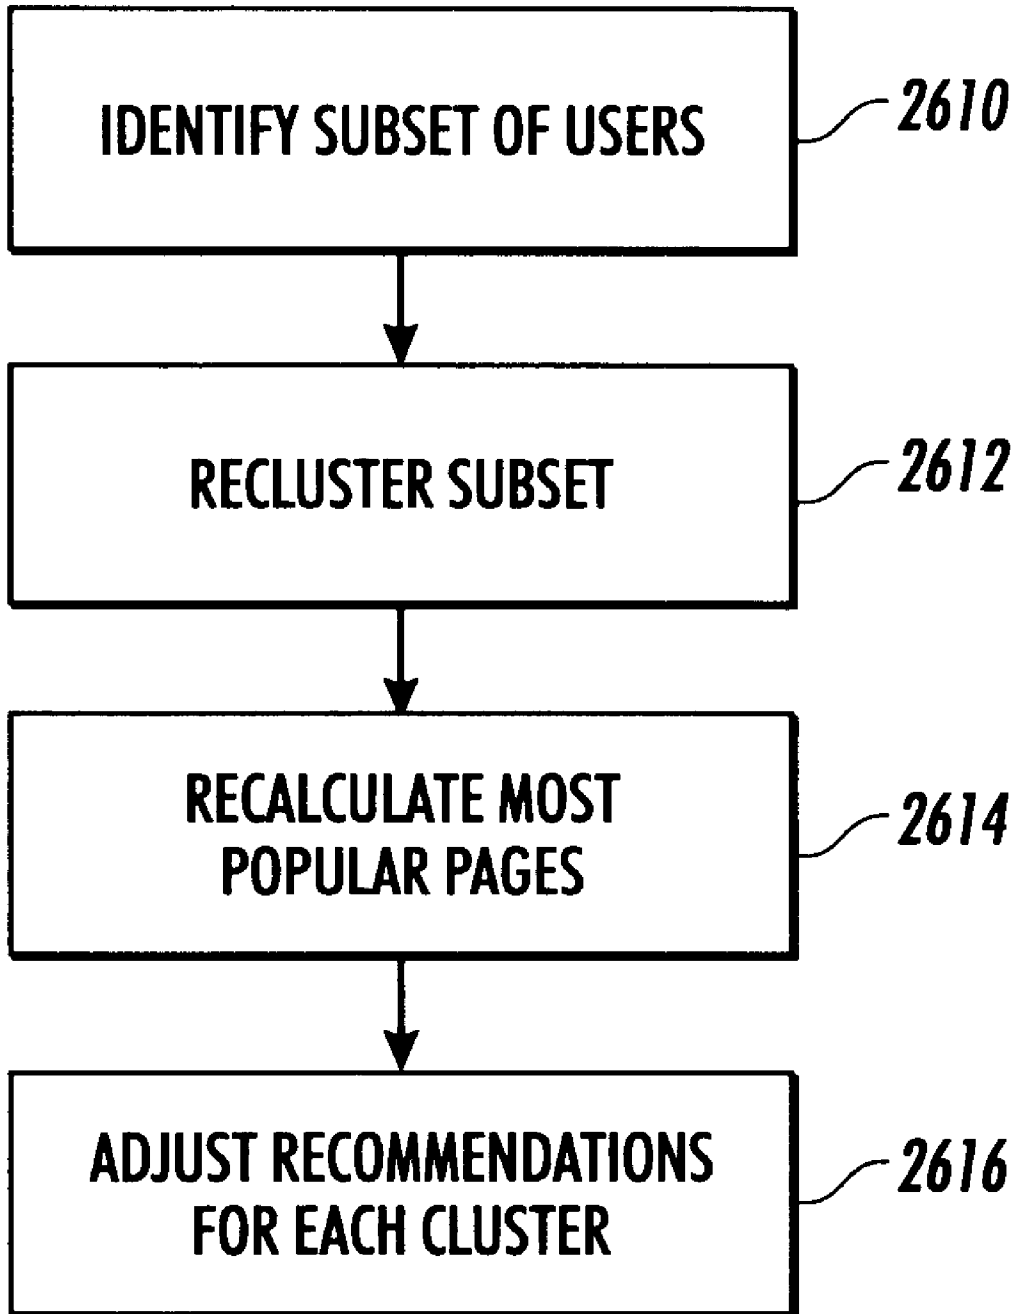 IDENTIFY SUBSET OF USERS
2610
RECLUSTER SUBSET
2612
RECALCULATE MOST
POPULAR PAGES
2614
ADJUST RECOMMENDATIONS
FOR EACH CLUSTER
2616